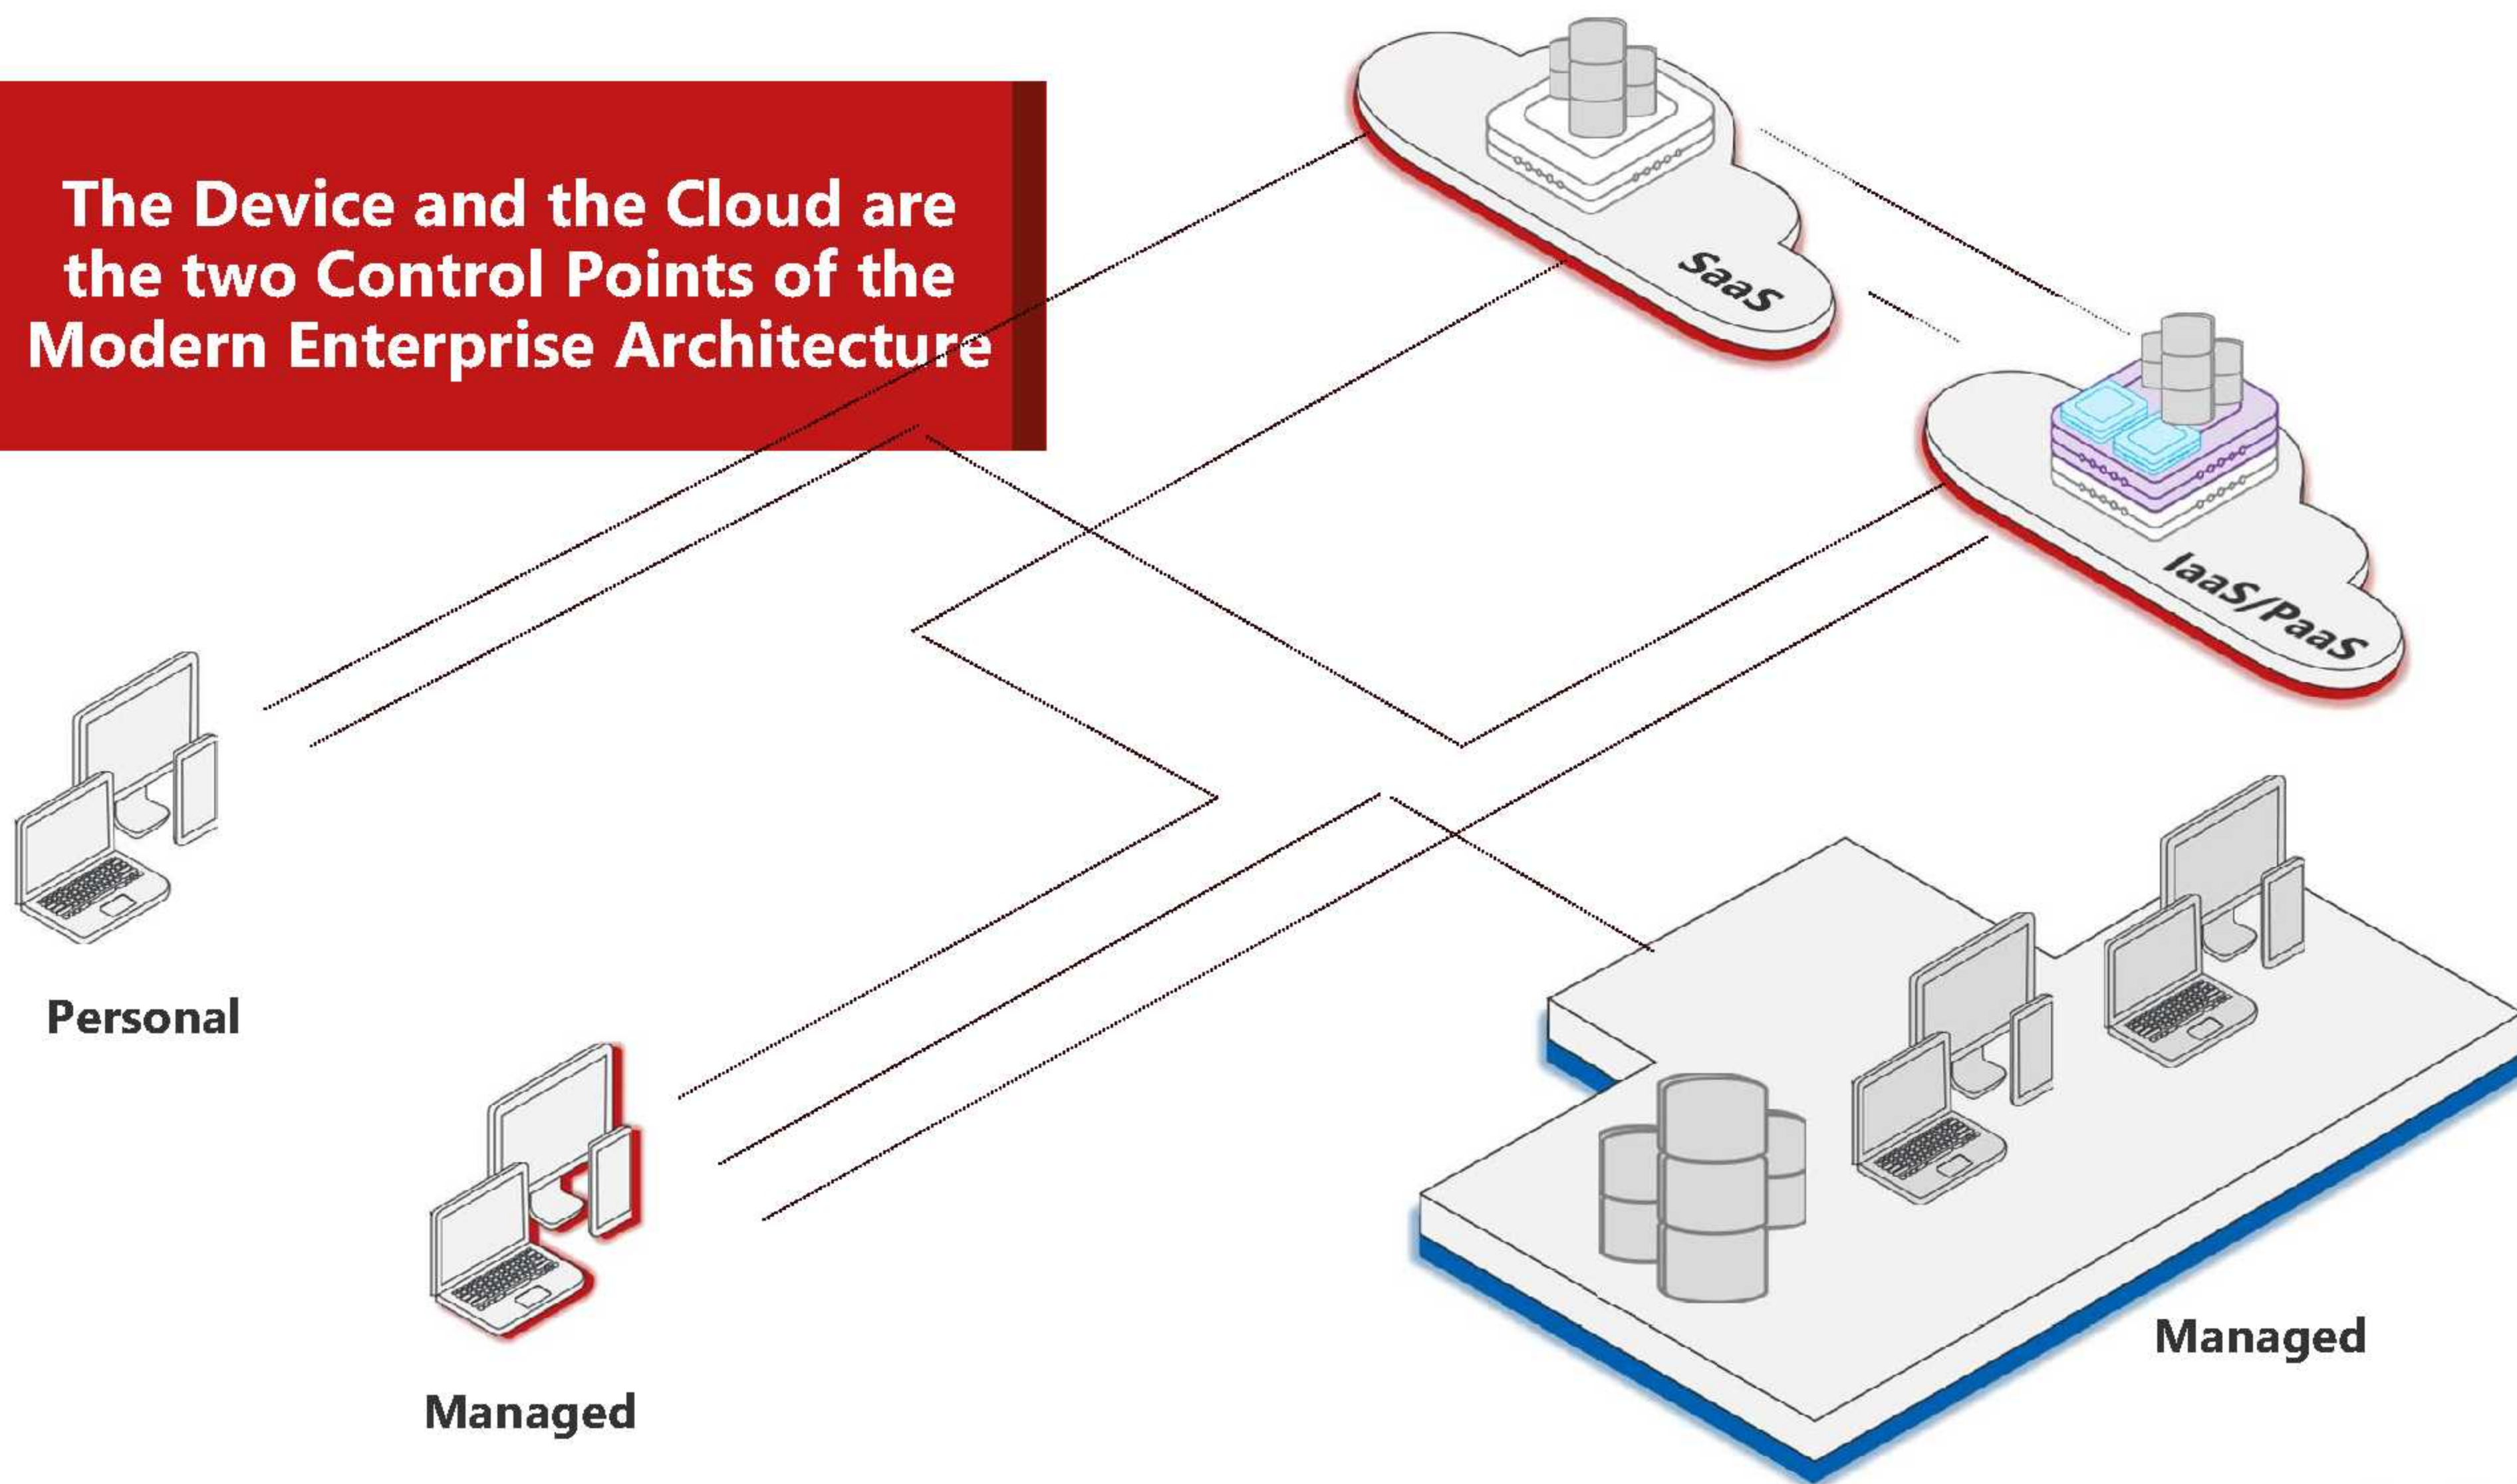 The Device and the Cloud are
the two Control Points of the
Modern Enterprise Architecture
SaaS
IaaS/PaaS
Personal
Managed
Managed